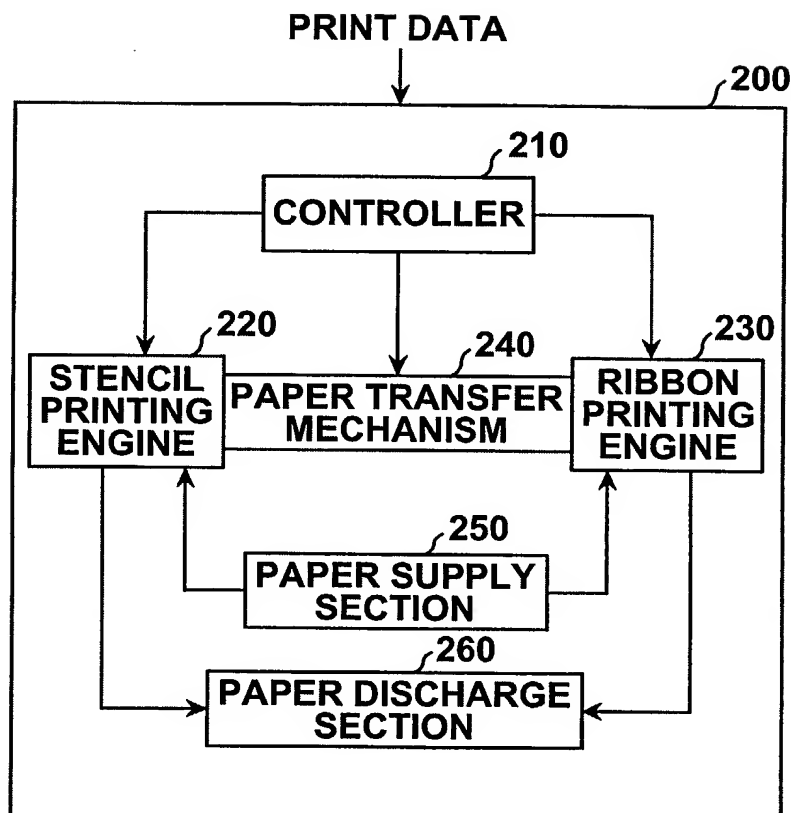 PRINT DATA
200
210
CONTROLLER
220
STENCIL
PRINTING
ENGINE
240
PAPER TRANSFER
MECHANISM
230
RIBBON
PRINTING
ENGINE
250
PAPER SUPPLY
SECTION
260
PAPER DISCHARGE
SECTION